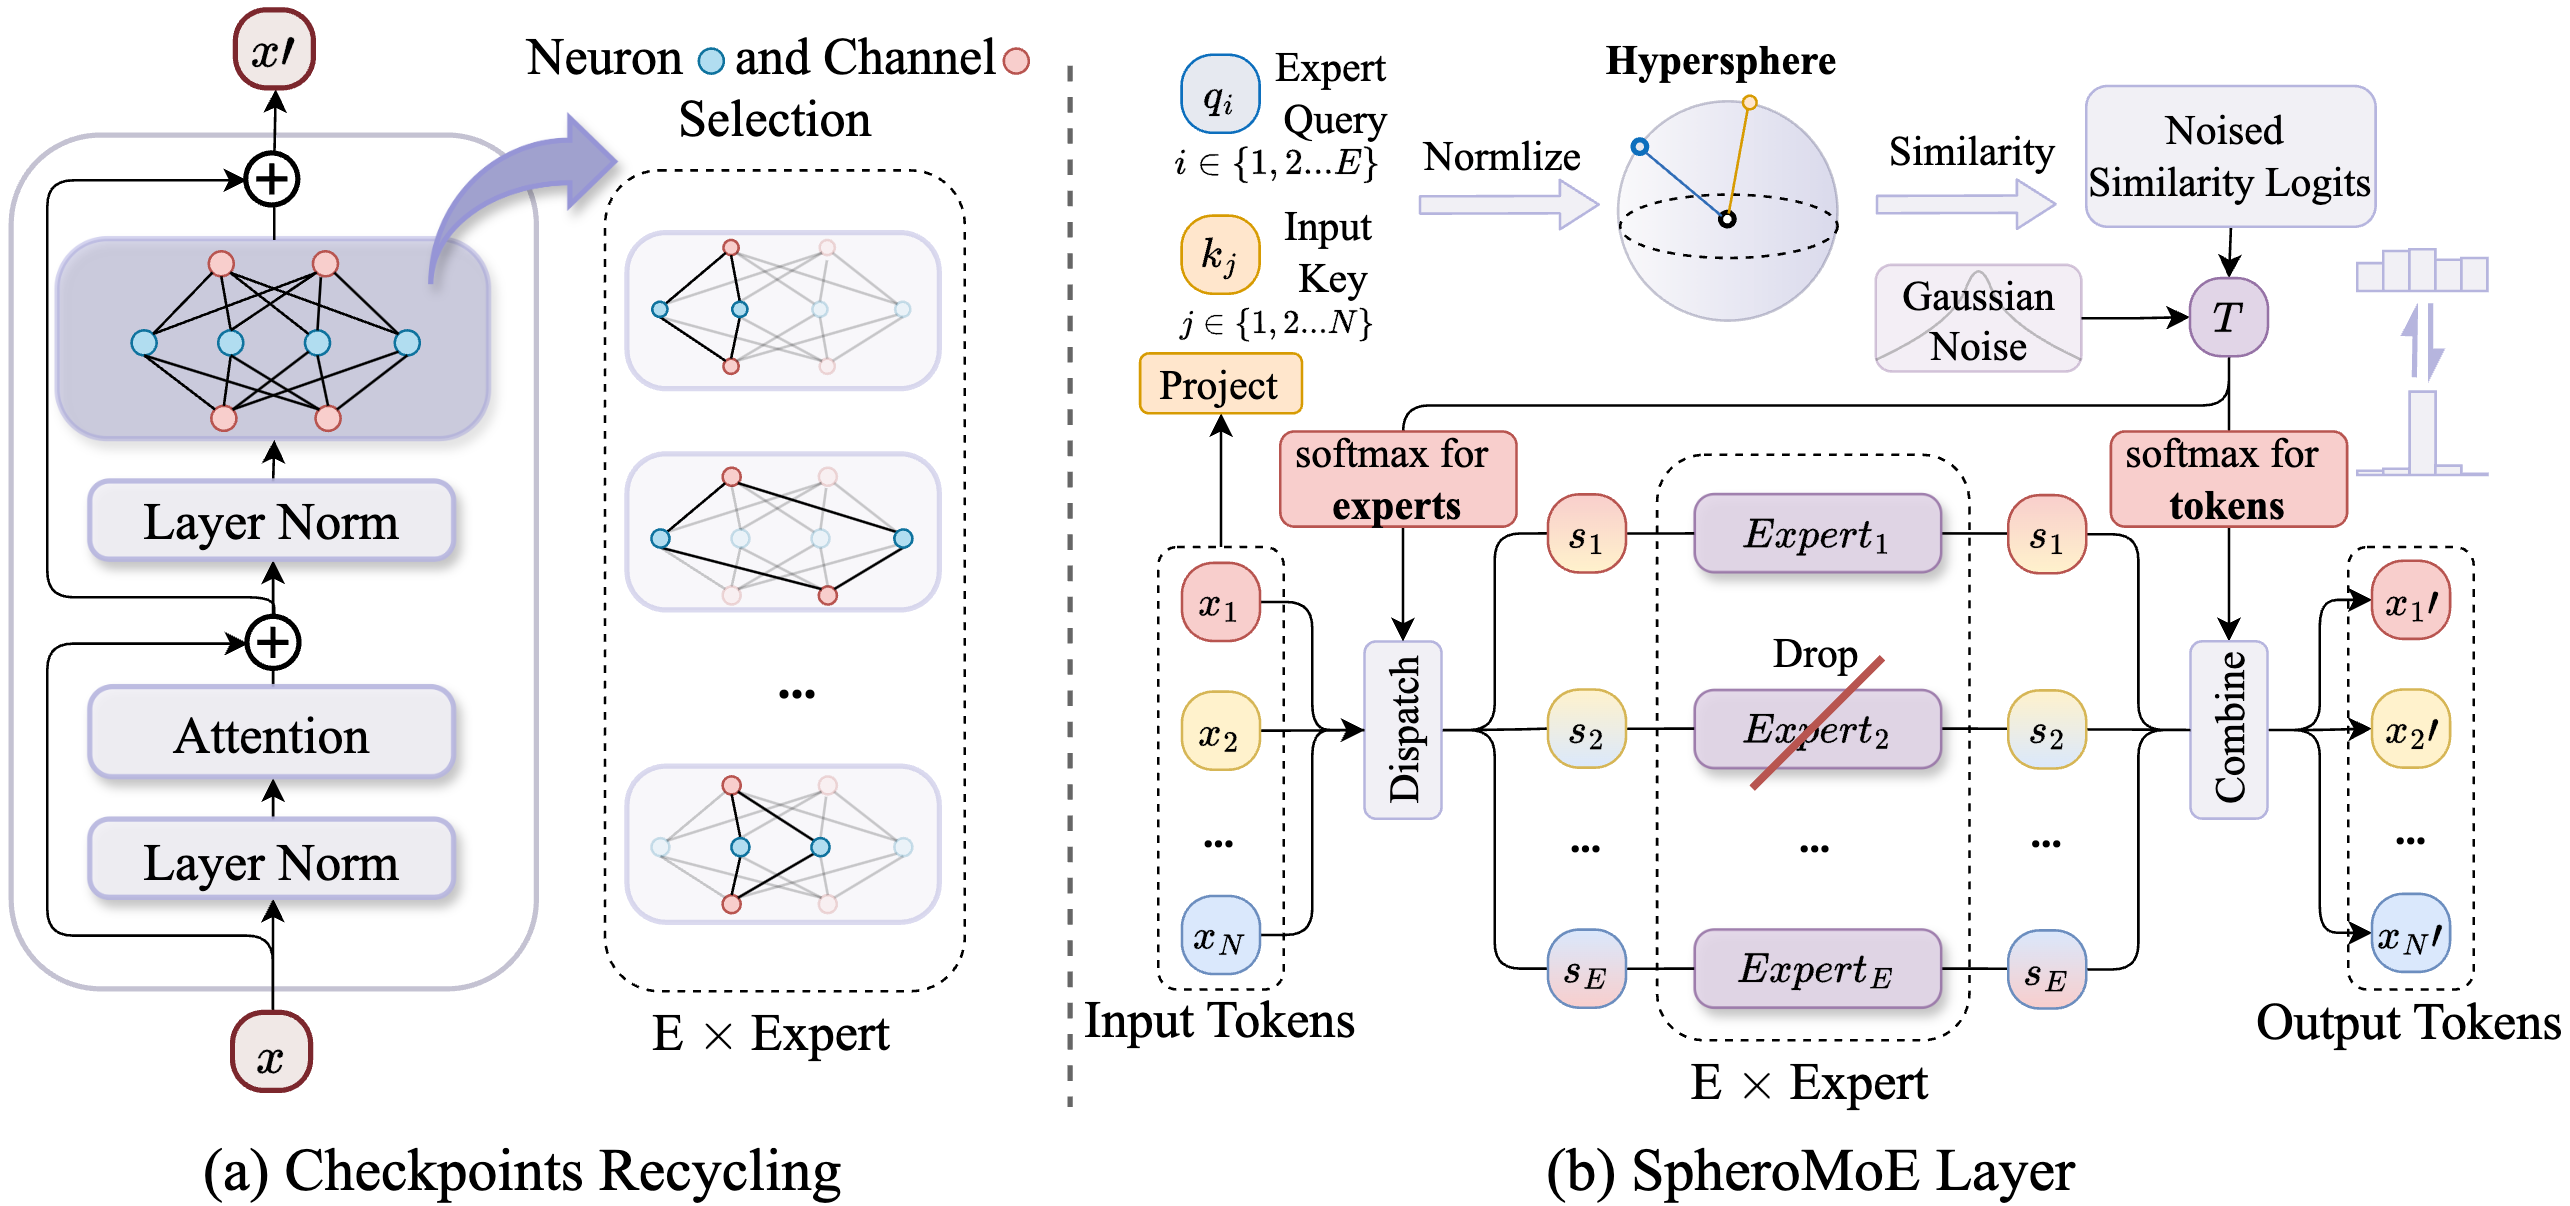 x′
Neuron and Channel
Selection
Layer Norm
Attention
Layer Norm
x
...
E × Expert
(a) Checkpoints Recycling
q_i
Expert
Query
i ∈ {1, 2...E}
k_j
Input
Key
j ∈ {1, 2...N}
Project
Normlize
Hypersphere
Similarity
Noised
Similarity Logits
Gaussian
Noise
T
softmax for
experts
softmax for
tokens
x_1
x_2
...
x_N
Input Tokens
Dispatch
s_1
s_2
...
s_E
Expert_1
Drop
Expert_2
...
Expert_E
E × Expert
s_1
s_2
...
s_E
Combine
x_1′
x_2′
...
x_N′
Output Tokens
(b) SpheroMoE Layer